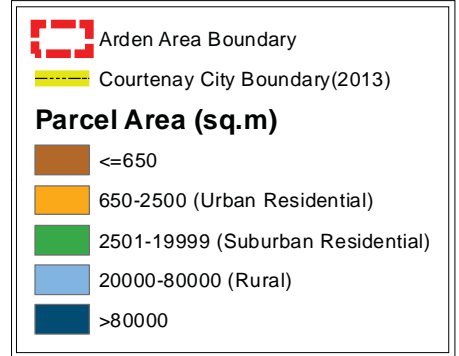 Arden Area Boundary
Courtenay City Boundary(2013)
Parcel Area (sq.m)
<=650
650-2500 (Urban Residential)
2501-19999 (Suburban Residential)
20000-80000 (Rural)
>80000